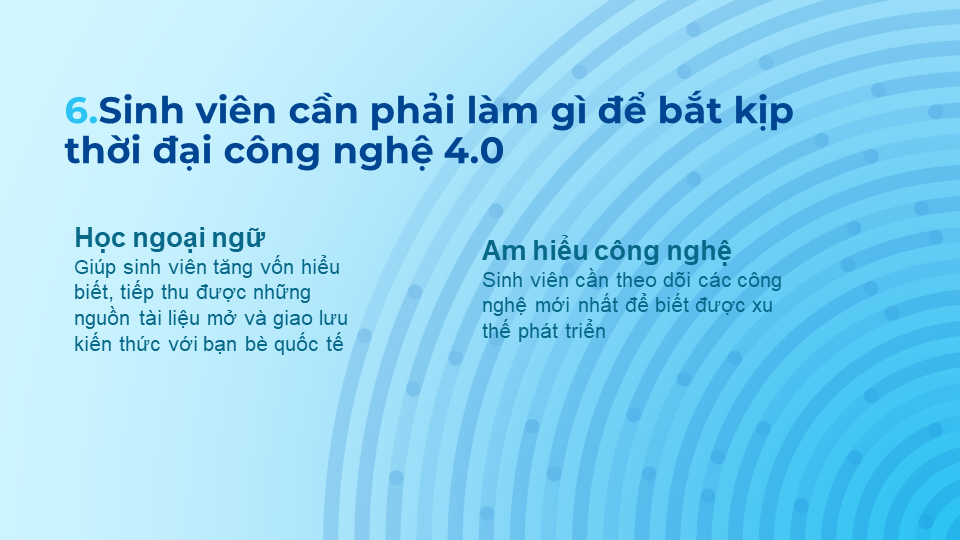 6.Sinh viên cần phải làm gì để bắt kịp
thời đại công nghệ 4.0
Học ngoại ngữ
Giúp sinh viên tăng vốn hiểu
biết, tiếp thu được những
nguồn tài liệu mở và giao lưu
kiến thức với bạn bè quốc tế
Am hiểu công nghệ
Sinh viên cần theo dõi các công
nghệ mới nhất để biết được xu
thế phát triển